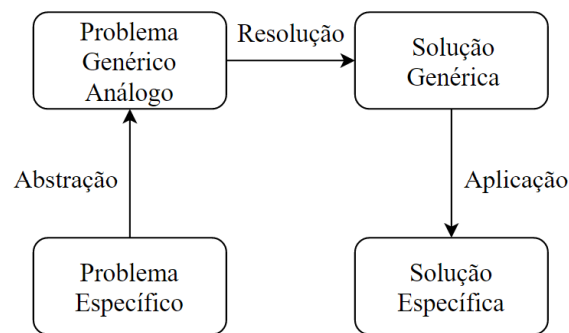 Problema
Genérico
Análogo
Resolução
Solução
Genérica
Abstração
Aplicação
Problema
Específico
Solução
Específica